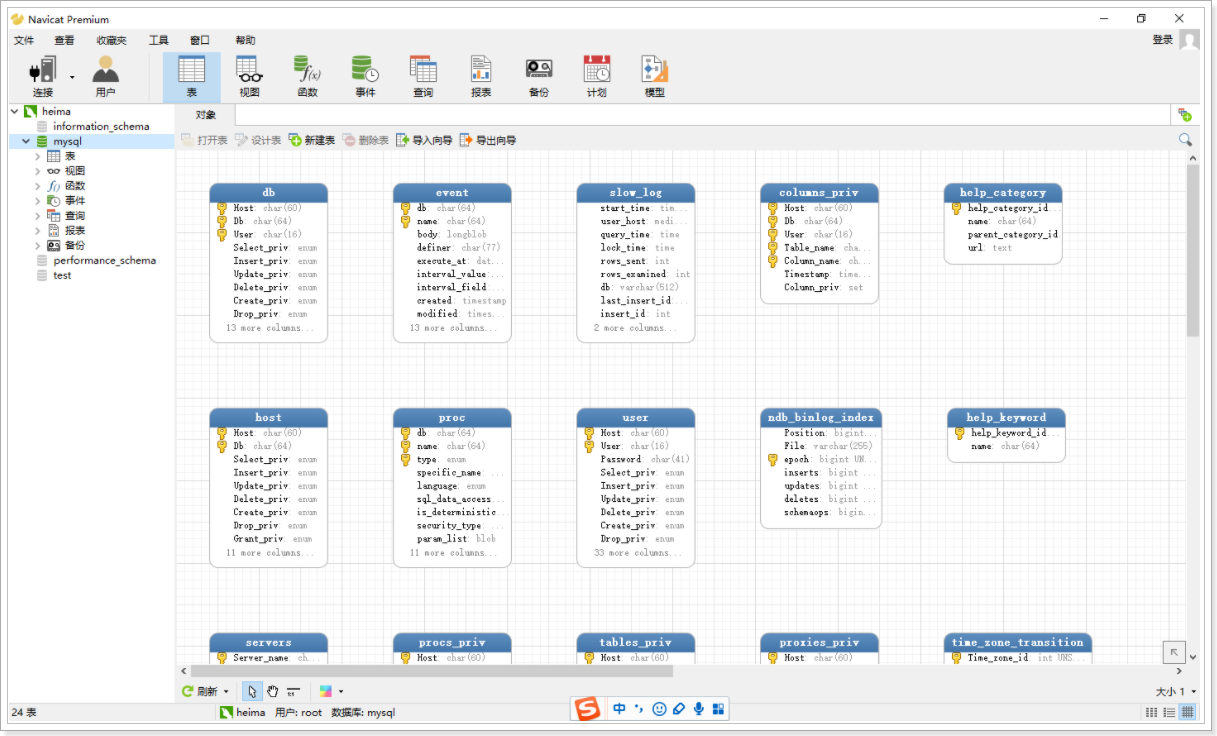 Navicat Premium
文件 查看 收藏夹 工具 窗口 帮助 登录
连接 用户 表 视图 函数 事件 查询 报表 备份 计划 模型
heima
information_schema
mysql
表
视图
函数
事件
查询
报表
备份
performance_schema
test
对象
打开表 设计表 新建表 删除表 导入向导 导出向导
db
Host: char(60)
Db: char(64)
User: char(16)
Select_priv: enum
Insert_priv: enum
Update_priv: enum
Delete_priv: enum
Create_priv: enum
Drop_priv: enum
13 more columns...
event
db: char(64)
name: char(64)
body: longblob
definer: char(77)
execute_at: dat...
interval_value: ...
interval_field: ...
created: timestamp
modified: times...
13 more columns...
slow_log
start_time: tim...
user_host: medi...
query_time: time
lock_time: time
rows_sent: int
rows_examined: int
db: varchar(512)
last_insert_id: ...
insert_id: int
2 more columns...
columns_priv
Host: char(60)
Db: char(64)
User: char(16)
Table_name: cha...
Column_name: ch...
Timestamp: time...
Column_priv: set
help_category
help_category_id...
name: char(64)
parent_category_id
url: text
host
Host: char(60)
Db: char(64)
Select_priv: enum
Insert_priv: enum
Update_priv: enum
Delete_priv: enum
Create_priv: enum
Drop_priv: enum
Grant_priv: enum
11 more columns...
proc
db: char(64)
name: char(64)
type: enum
specific_name: ...
language: enum
sql_data_access...
is_deterministic...
security_type: ...
param_list: blob
11 more columns...
user
Host: char(60)
User: char(16)
Password: char(41)
Select_priv: enum
Insert_priv: enum
Update_priv: enum
Delete_priv: enum
Create_priv: enum
Drop_priv: enum
33 more columns...
ndb_binlog_index
Position: bigint...
File: varchar(255)
epoch: bigint UN...
inserts: bigint ...
updates: bigint ...
deletes: bigint ...
schemaops: bigin...
help_keyword
help_keyword_id...
name: char(64)
servers
Server_name: ch...
procs_priv
Host: char(60)
tables_priv
Host: char(60)
proxies_priv
Host: char(60)
time_zone_transition
Time_zone_id: int UNS...
刷新 大小 1
24 表 heima 用户: root 数据库: mysql 中